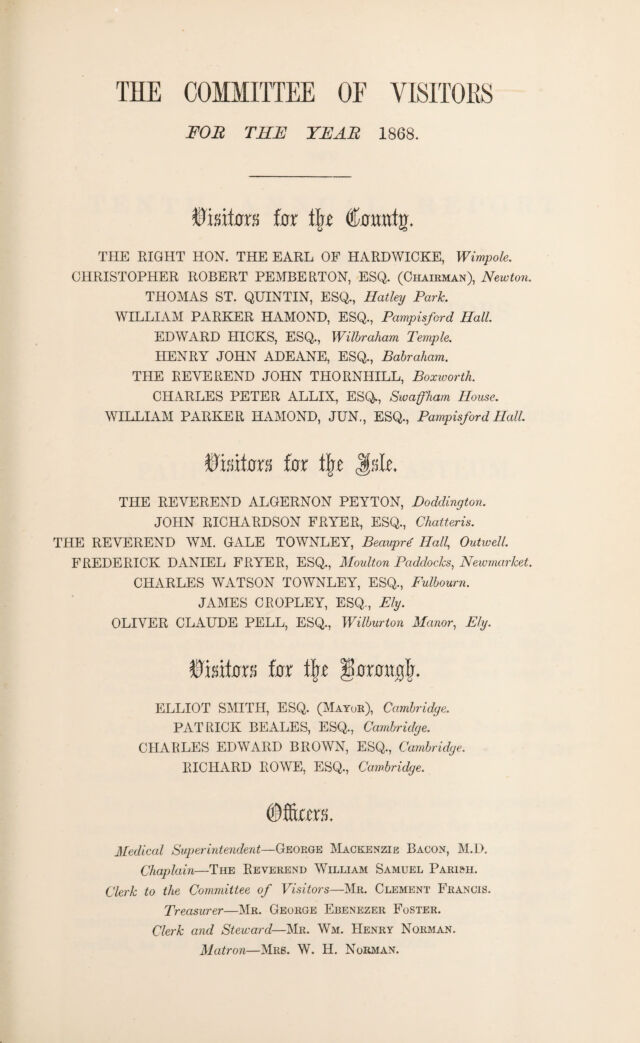 THE COMMITTEE OF VISITORS
FOR THE YEAR 1868.
Visitors for the County.
THE RIGHT HON. THE EARL OF HARDWICKE, Wimpole.
CHRISTOPHER ROBERT PEMBERTON, ESQ. (CHAIRMAN), Newton.
THOMAS ST. QUINTIN, ESQ., Hatley Park.
WILLIAM PARKER HAMOND, ESQ., Pampisford Hall.
EDWARD HICKS, ESQ., Wilbraham Temple.
HENRY JOHN ADEANE, ESQ., Babraham.
THE REVEREND JOHN THORNHILL, Boxworth.
CHARLES PETER ALLIX, ESQ., Swaffham House.
WILLIAM PARKER HAMOND, JUN., ESQ., Pampisford Hall.
Visitors for the Isle.
THE REVEREND ALGERNON PEYTON, Doddington.
JOHN RICHARDSON FRYER, ESQ., Chatteris.
THE REVEREND WM. GALE TOWNLEY, Beaupré Hall, Outwell.
FREDERICK DANIEL FRYER, ESQ., Moulton Paddocks, Newmarket.
CHARLES WATSON TOWNLEY, ESQ., Fulbourn.
JAMES CROPLEY, ESQ., Ely.
OLIVER CLAUDE PELL, ESQ., Wilburton Manor, Ely.
Visitors for the Borough.
ELLIOT SMITH, ESQ. (MAYOR), Cambridge.
PATRICK BEALES, ESQ., Cambridge.
CHARLES EDWARD BROWN, ESQ., Cambridge.
RICHARD ROWE, ESQ., Cambridge.
Officers.
Medical Superintendent—GEORGE MACKENZIE BACON, M.D.
Chaplain—THE REVEREND WILLIAM SAMUEL PARISH.
Clerk to the Committee of Visitors—MR. CLEMENT FRANCIS.
Treasurer—MR. GEORGE EBENEZER FOSTER.
Clerk and Steward—MR. WM. HENRY NORMAN.
Matron—MRS. W. H. NORMAN.